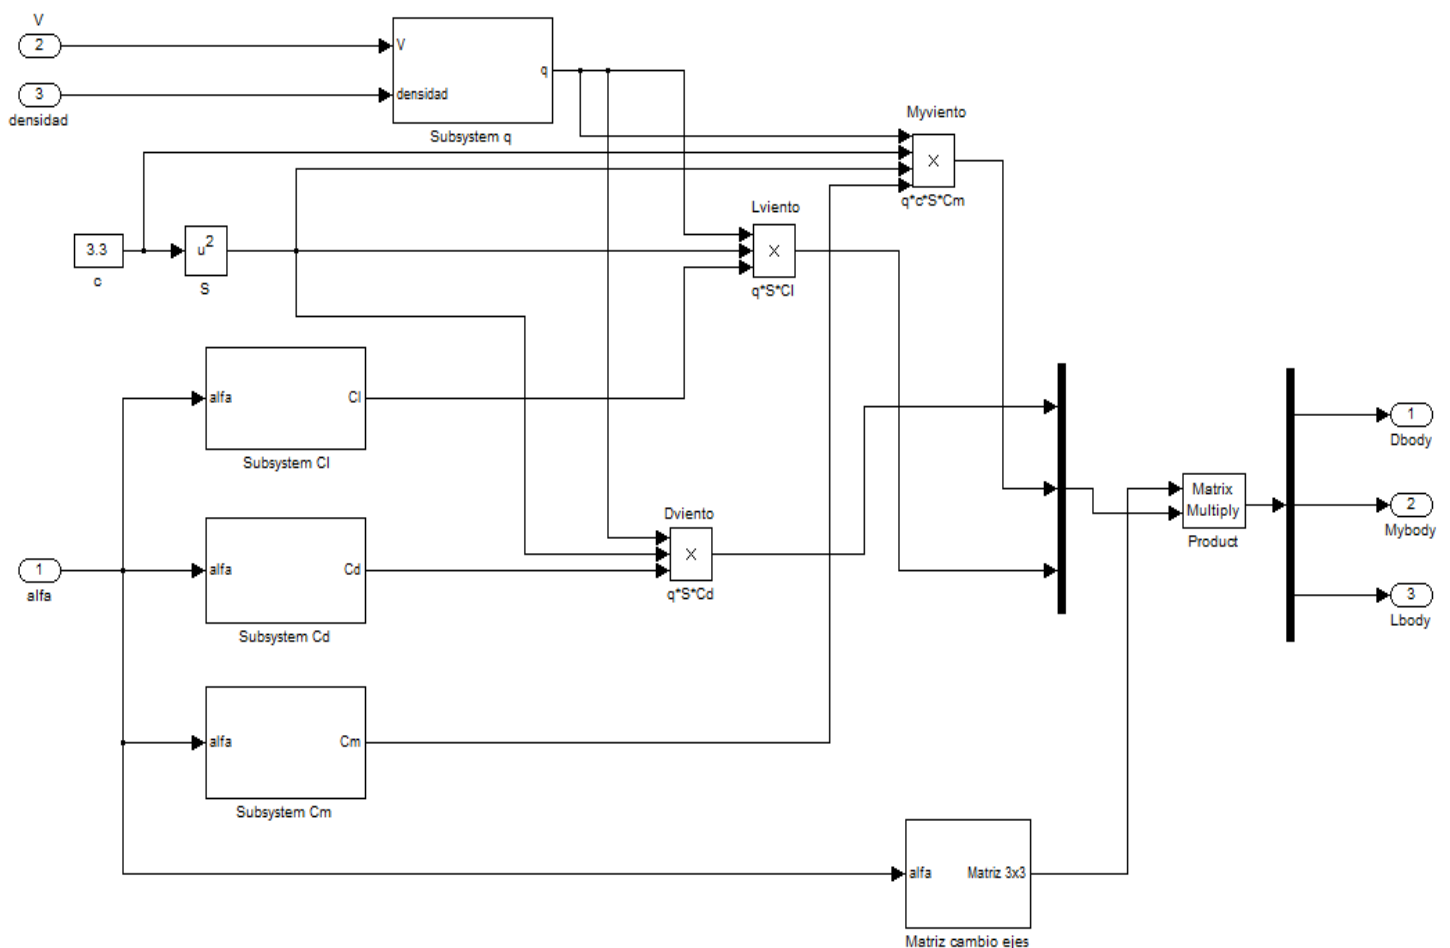 V
2
3
densidad
V
densidad
q
Subsystem q
Myviento
X
q*c*S*Cm
Lviento
X
q*S*Cl
3.3
c
u2
S
alfa
Cl
Subsystem Cl
alfa
Cd
Subsystem Cd
Dviento
X
q*S*Cd
1
alfa
alfa
Cm
Subsystem Cm
alfa
Matriz 3x3
Matriz cambio ejes
Matrix
Multiply
Product
1
Dbody
2
Mybody
3
Lbody